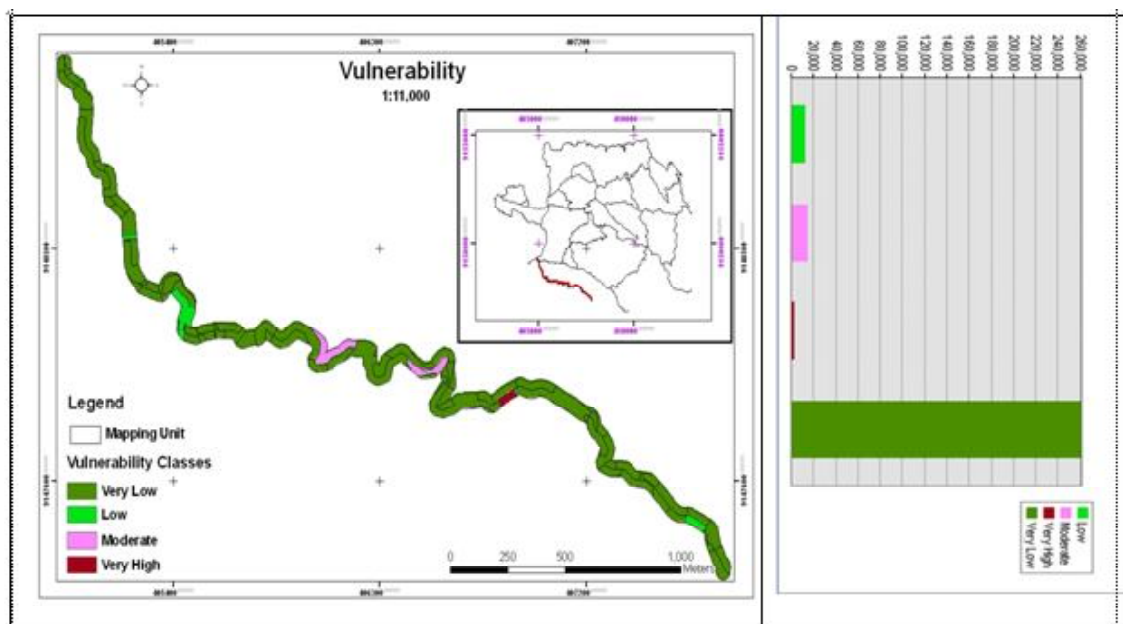 Vulnerability
1:11,000
Legend
Mapping Unit
Vulnerability Classes
Very Low
Low
Moderate
Very High
0 250 500 1,000
Meters
0
20,000
40,000
60,000
80,000
100,000
120,000
140,000
160,000
180,000
200,000
220,000
240,000
260,000
Low
Moderate
Very High
Very Low